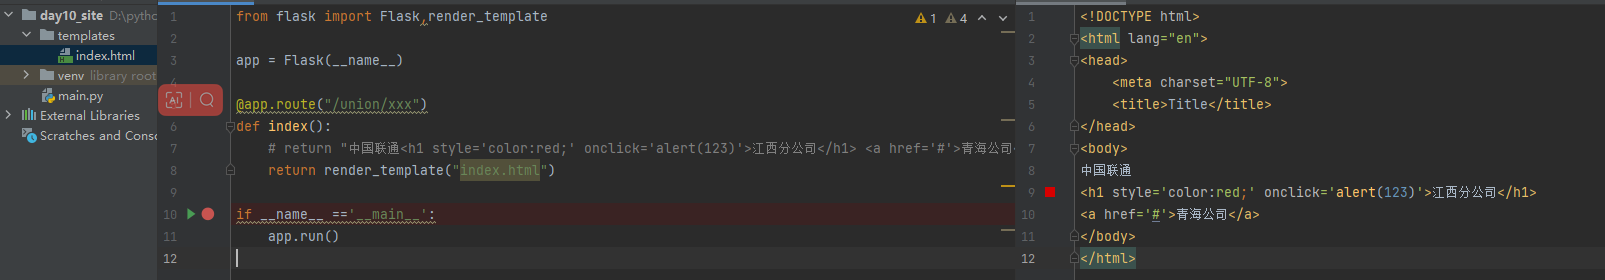 day10_site D:\pytho
templates
index.html
venv library root
main.py
External Libraries
Scratches and Conso
1 from flask import Flask,render_template
2
3 app = Flask(__name__)
4
@app.route("/union/xxx")
6 def index():
7 # return "中国联通<h1 style='color:red;' onclick='alert(123)'>江西分公司</h1> <a href='#'>青海公司<
8 return render_template("index.html")
9
10 if __name__ =='__main__':
11 app.run()
12
1 4
1 <!DOCTYPE html>
2 <html lang="en">
3 <head>
4 <meta charset="UTF-8">
5 <title>Title</title>
6 </head>
7 <body>
8 中国联通
9 <h1 style='color:red;' onclick='alert(123)'>江西分公司</h1>
10 <a href='#'>青海公司</a>
11 </body>
12 </html>